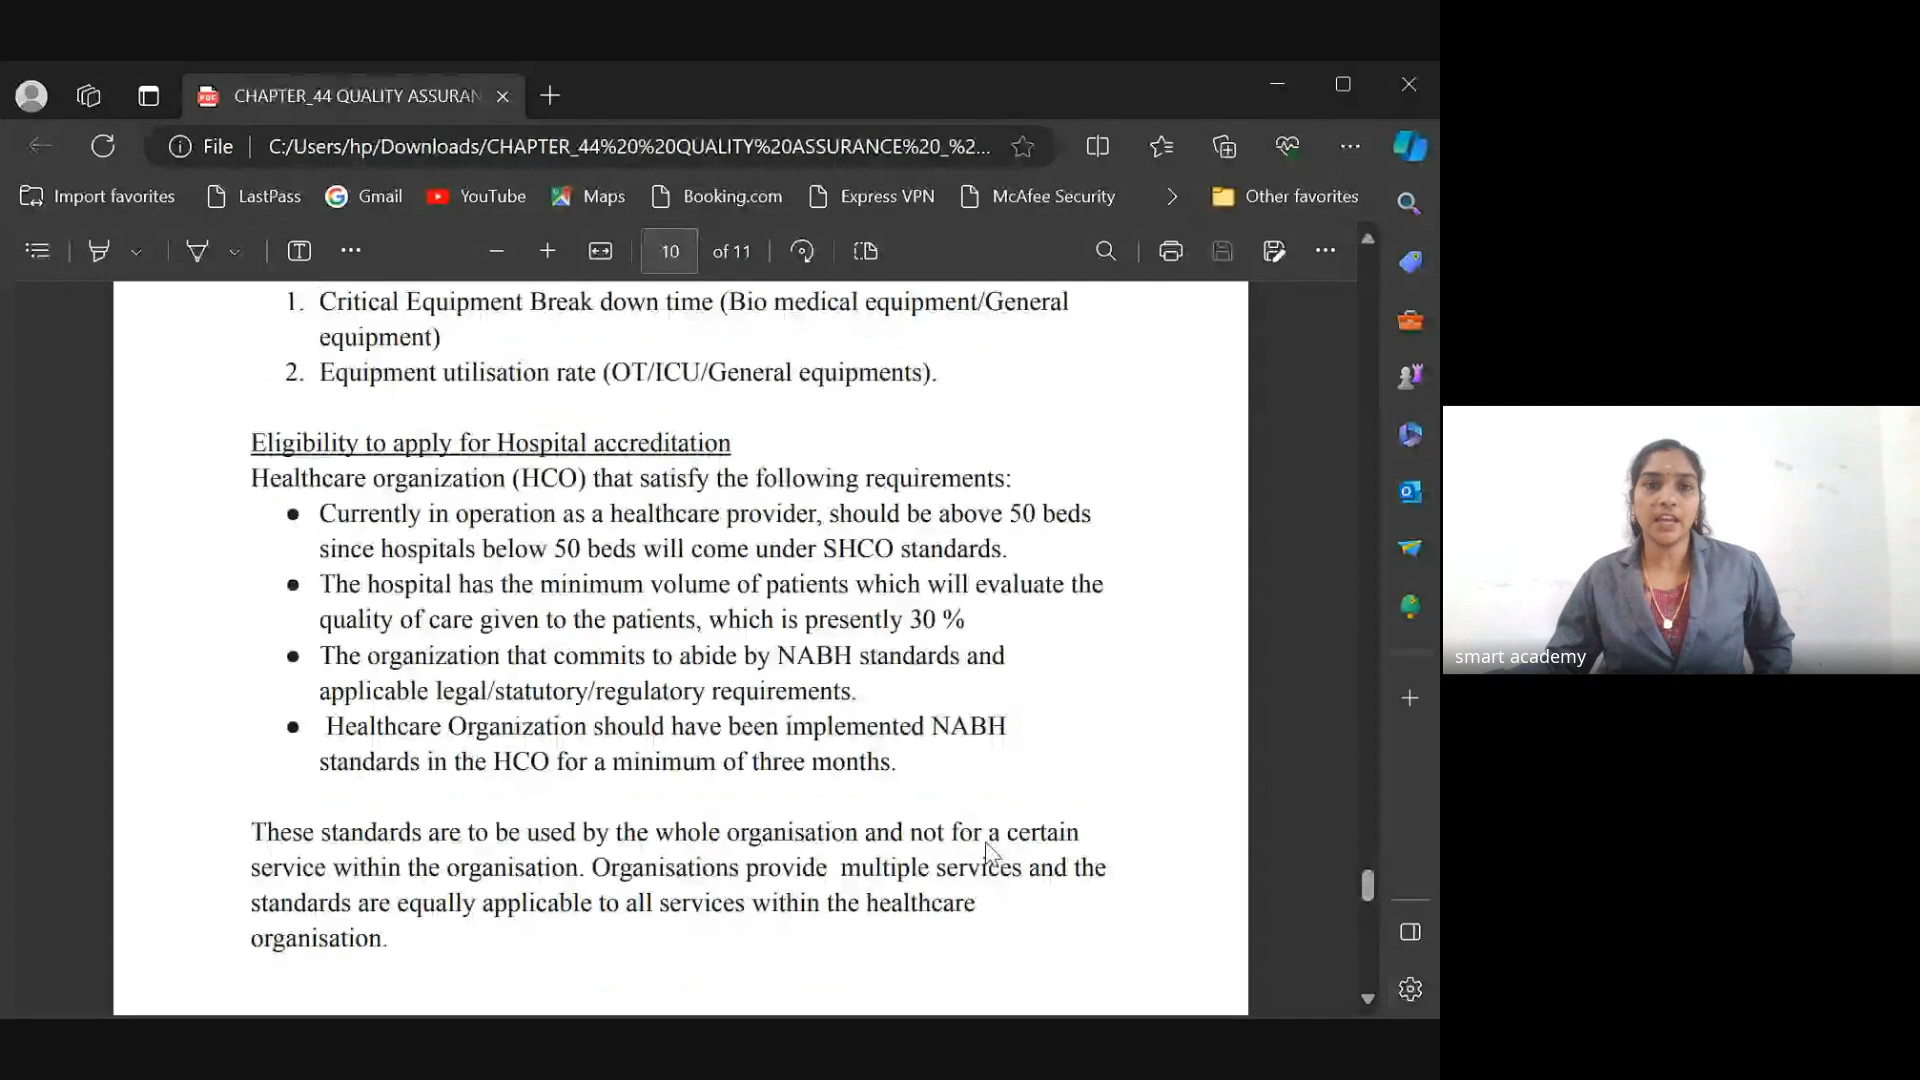 CHAPTER_44 QUALITY ASSURAN
File C:/Users/hp/Downloads/CHAPTER_44%20%20QUALITY%20ASSURANCE%20_%2...
Import favorites LastPass Gmail YouTube Maps Booking.com Express VPN McAfee Security Other favorites
10 of 11
1. Critical Equipment Break down time (Bio medical equipment/General
equipment)
2. Equipment utilisation rate (OT/ICU/General equipments).
Eligibility to apply for Hospital accreditation
Healthcare organization (HCO) that satisfy the following requirements:
● Currently in operation as a healthcare provider, should be above 50 beds
since hospitals below 50 beds will come under SHCO standards.
● The hospital has the minimum volume of patients which will evaluate the
quality of care given to the patients, which is presently 30 %
● The organization that commits to abide by NABH standards and
applicable legal/statutory/regulatory requirements.
● Healthcare Organization should have been implemented NABH
standards in the HCO for a minimum of three months.
These standards are to be used by the whole organisation and not for a certain
service within the organisation. Organisations provide multiple services and the
standards are equally applicable to all services within the healthcare
organisation.
smart academy